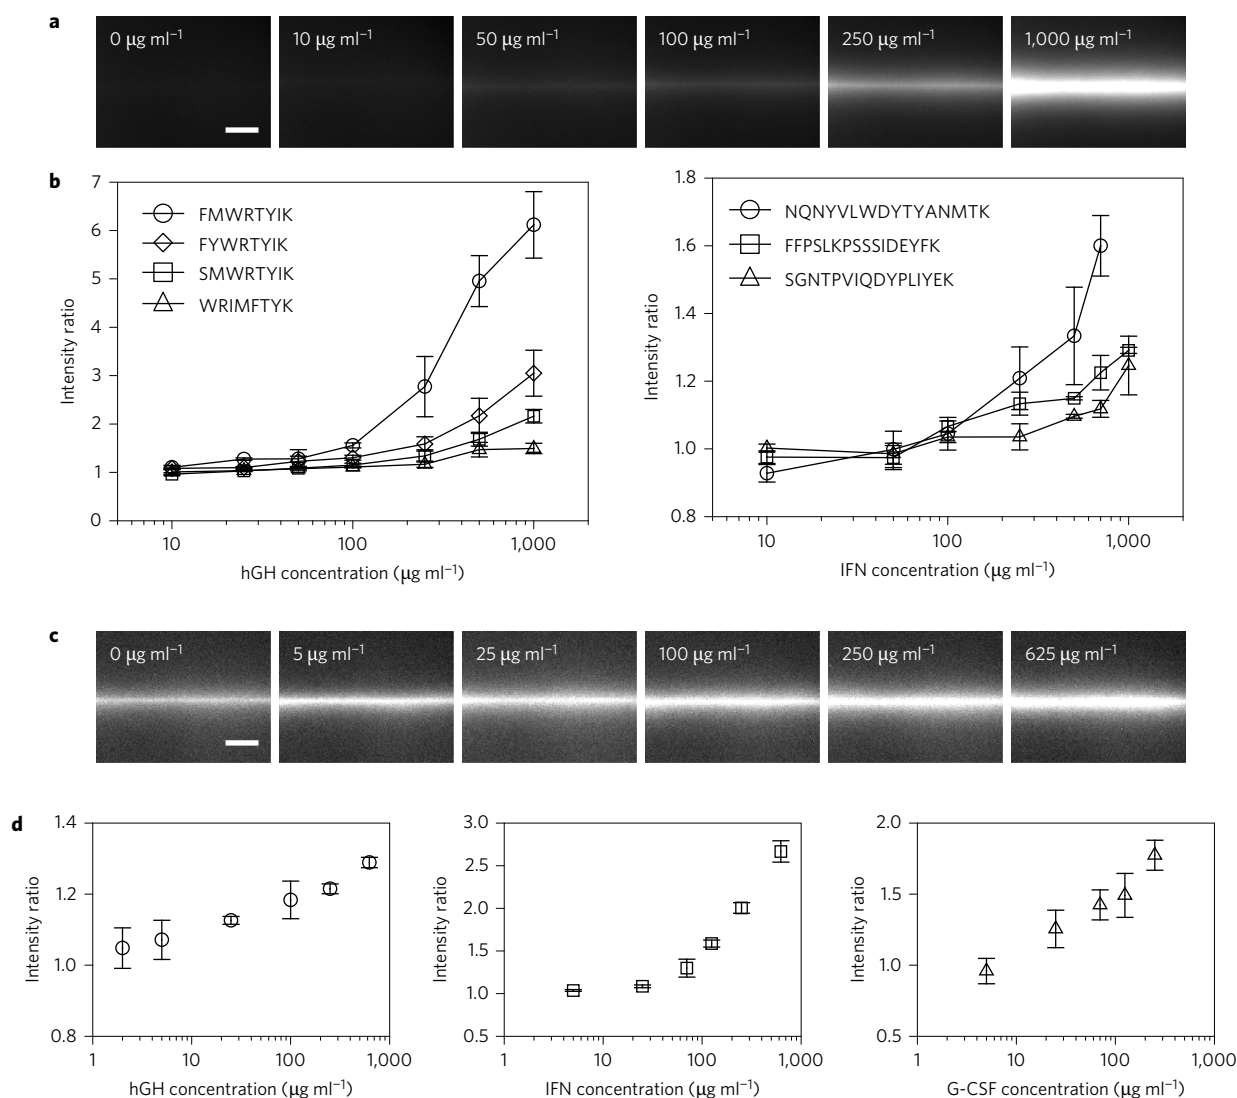 a
0 µg ml⁻¹
10 µg ml⁻¹
50 µg ml⁻¹
100 µg ml⁻¹
250 µg ml⁻¹
1,000 µg ml⁻¹
b
7
6
5
4
3
2
1
0
Intensity ratio
FMWRTYIK
FYWRTYIK
SMWRTYIK
WRIMFTYK
10
100
1,000
hGH concentration (µg ml⁻¹)
1.8
1.6
1.4
1.2
1.0
0.8
Intensity ratio
NQNYVLWDYTYANMTK
FFPSLKPSSSIDEYFK
SGNTPVIQDYPLIYEK
10
100
1,000
IFN concentration (µg ml⁻¹)
c
0 µg ml⁻¹
5 µg ml⁻¹
25 µg ml⁻¹
100 µg ml⁻¹
250 µg ml⁻¹
625 µg ml⁻¹
d
1.4
1.2
1.0
0.8
Intensity ratio
1
10
100
1,000
hGH concentration (µg ml⁻¹)
3.0
2.5
2.0
1.5
1.0
0.5
Intensity ratio
1
10
100
1,000
IFN concentration (µg ml⁻¹)
2.0
1.5
1.0
0.5
Intensity ratio
1
10
100
1,000
G-CSF concentration (µg ml⁻¹)